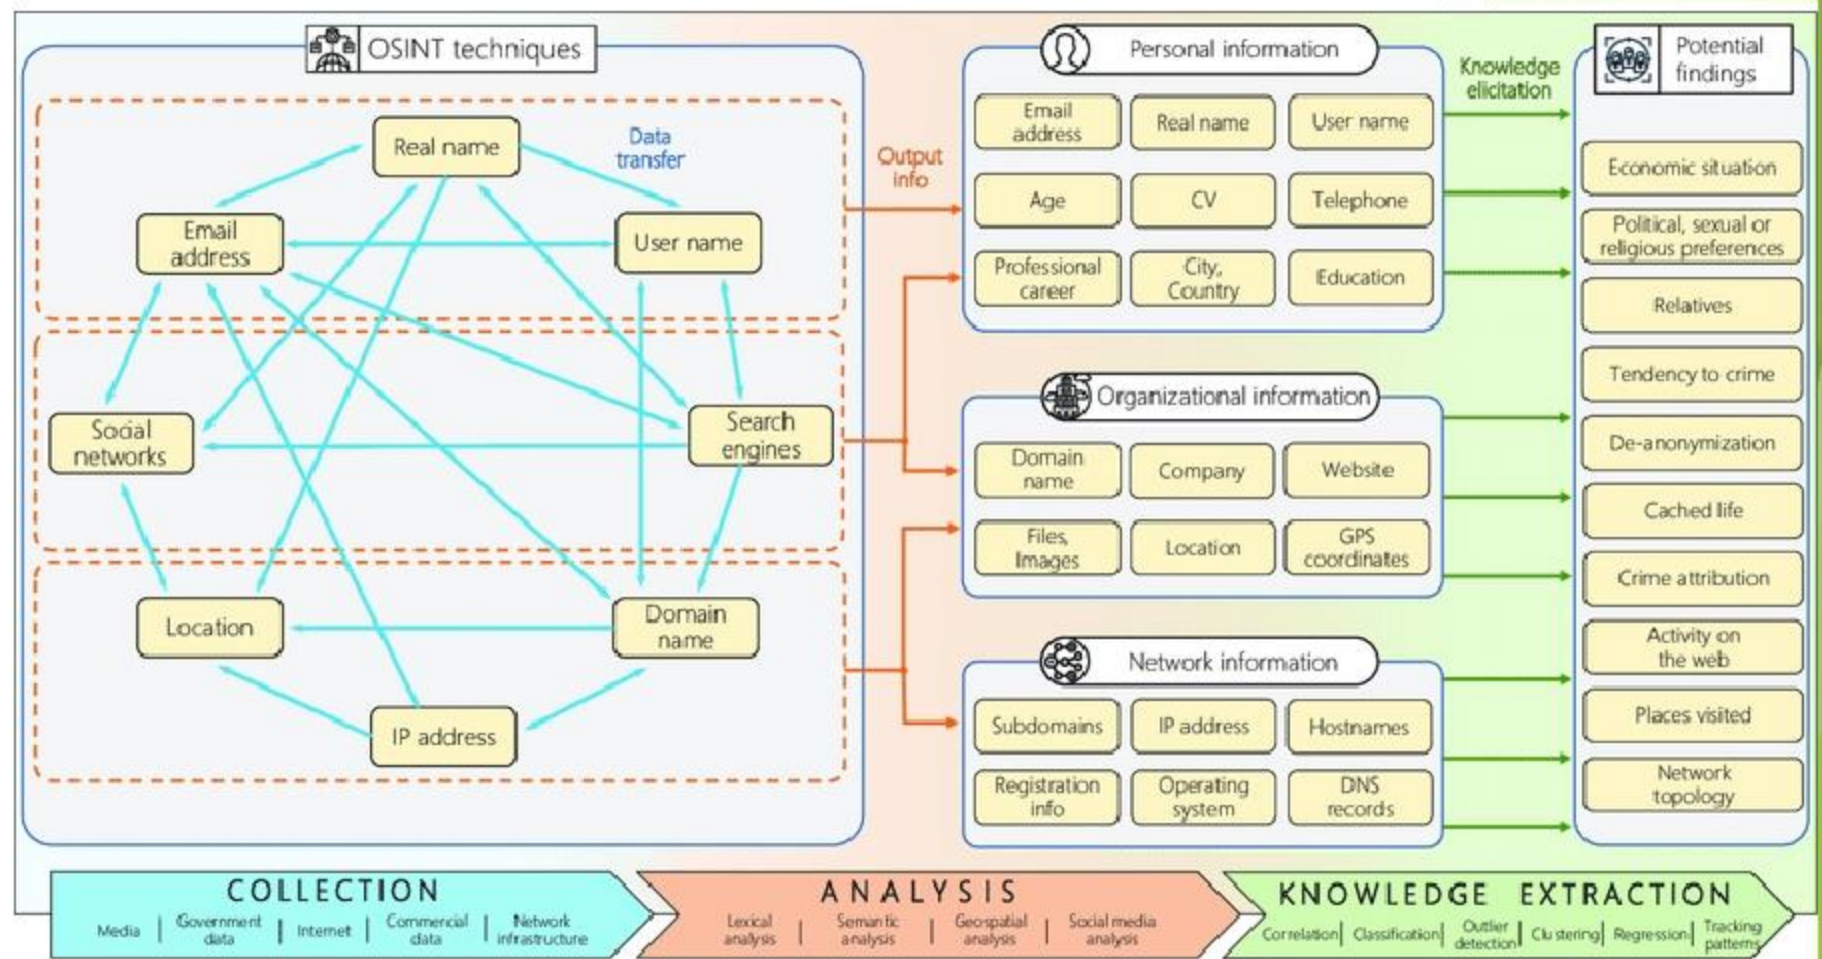 OSINT techniques
Real name
Data
transfer
Email
address
User name
Social
networks
Search
engines
Location
Domain
name
IP address
Output
info
Personal information
Email
address
Real name
User name
Age
CV
Telephone
Professional
career
City,
Country
Education
Organizational information
Domain
name
Company
Website
Files,
Images
Location
GPS
coordinates
Network information
Subdomains
IP address
Hostnames
Registration
info
Operating
system
DNS
records
Knowledge
elicitation
Potential
findings
Economic situation
Political, sexual or
religious preferences
Relatives
Tendency to crime
De-anonymization
Cached life
Crime attribution
Activity on
the web
Places visited
Network
topology
COLLECTION
Media
Government
data
Internet
Commercial
data
Network
infrastructure
ANALYSIS
Lexical
analysis
Semantic
analysis
Geospatial
analysis
Social media
analysis
KNOWLEDGE EXTRACTION
Correlation
Classification
Outlier
detection
Clustering
Regression
Tracking
patterns